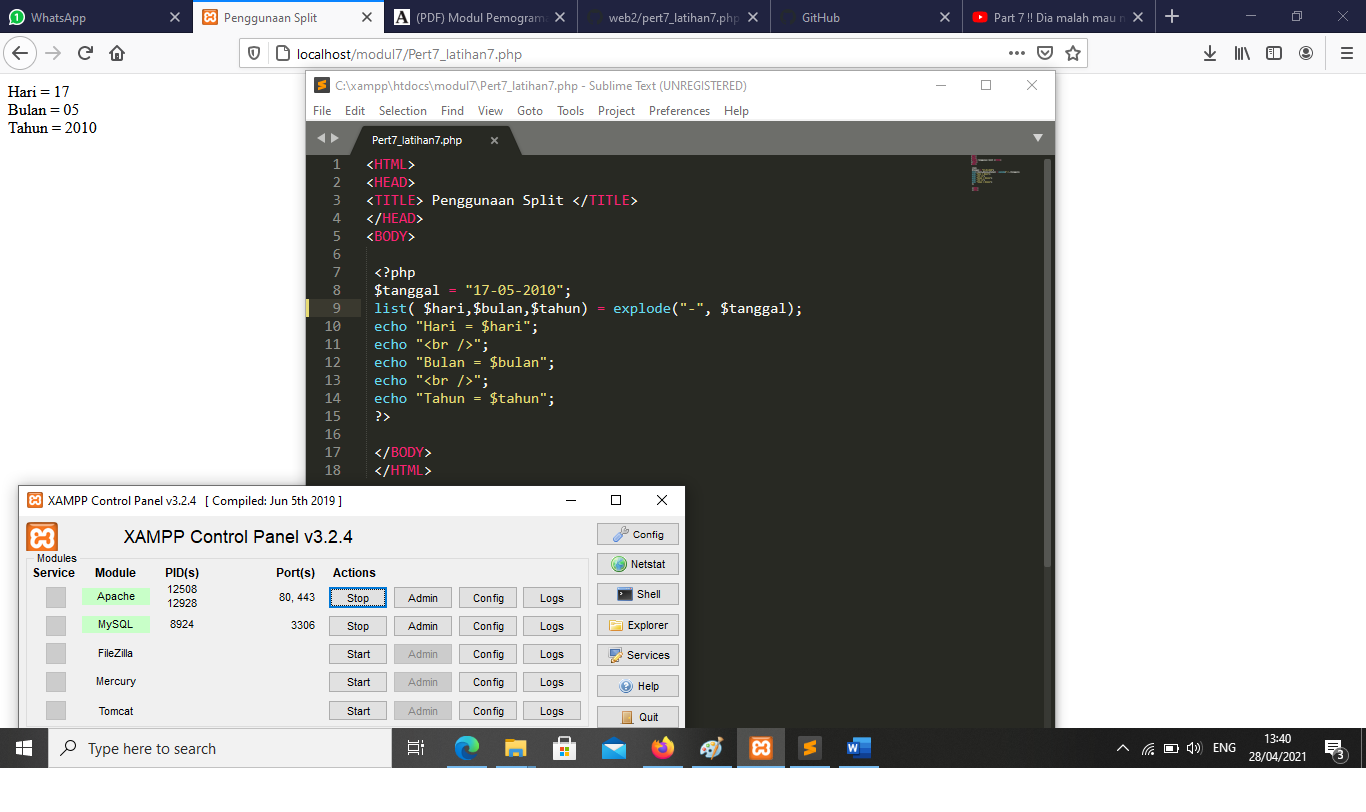 WhatsApp
Penggunaan Split
(PDF) Modul Pemograma
web2/pert7_latihan7.php
GitHub
Part 7 !! Dia malah mau n
localhost/modul7/Pert7_latihan7.php
Hari = 17
Bulan = 05
Tahun = 2010
C:\xampp\htdocs\modul7\Pert7_latihan7.php - Sublime Text (UNREGISTERED)
File Edit Selection Find View Goto Tools Project Preferences Help
Pert7_latihan7.php
1 <HTML>
2 <HEAD>
3 <TITLE> Penggunaan Split </TITLE>
4 </HEAD>
5 <BODY>
6
7 <?php
8 $tanggal = "17-05-2010";
9 list( $hari,$bulan,$tahun) = explode("-", $tanggal);
10 echo "Hari = $hari";
11 echo "<br />";
12 echo "Bulan = $bulan";
13 echo "<br />";
14 echo "Tahun = $tahun";
15 ?>
16
17 </BODY>
18 </HTML>
XAMPP Control Panel v3.2.4 [ Compiled: Jun 5th 2019 ]
XAMPP Control Panel v3.2.4
Modules
Service Module PID(s) Port(s) Actions
Apache 12508 12928 80, 443 Stop Admin Config Logs
MySQL 8924 3306 Stop Admin Config Logs
FileZilla Start Admin Config Logs
Mercury Start Admin Config Logs
Tomcat Start Admin Config Logs
Config
Netstat
Shell
Explorer
Services
Help
Quit
Type here to search
ENG
13:40
28/04/2021
3